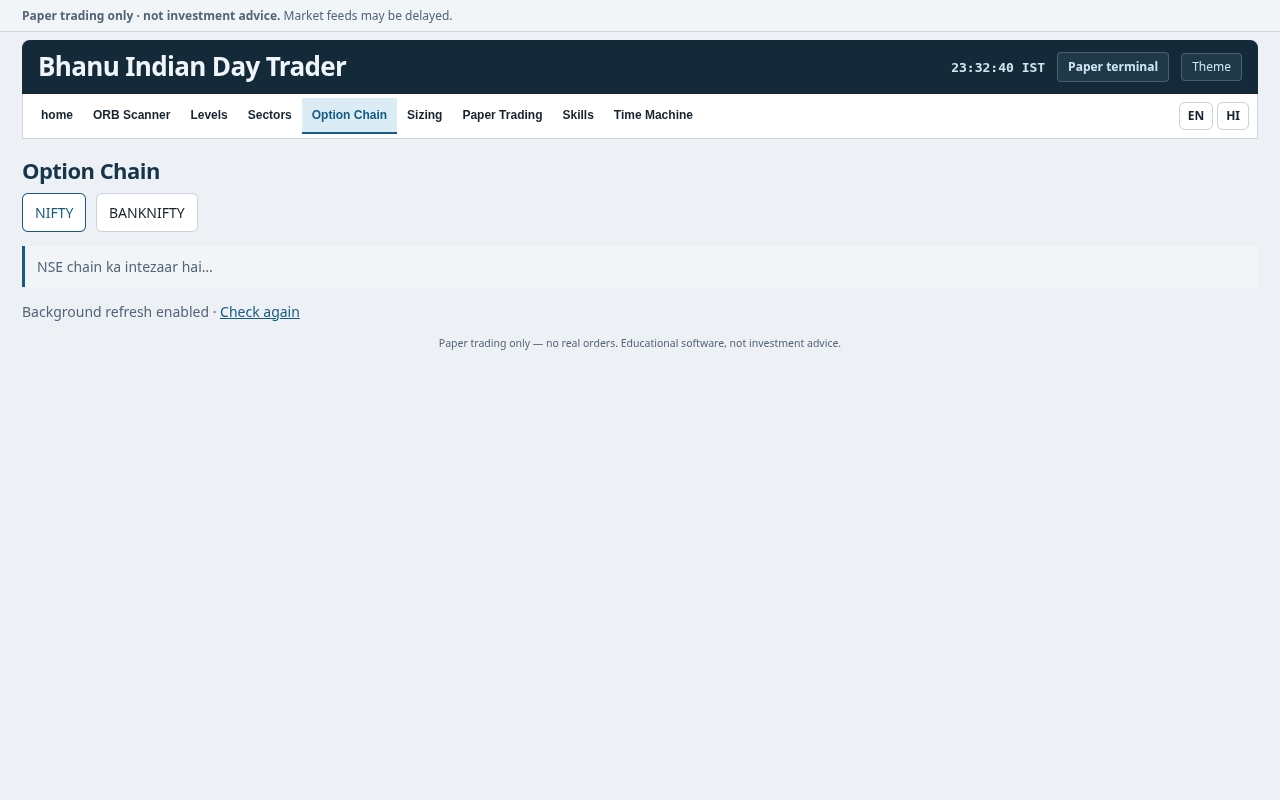 Paper trading only · not investment advice. Market feeds may be delayed.
Bhanu Indian Day Trader
23:32:40 IST
Paper terminal
Theme
home
ORB Scanner
Levels
Sectors
Option Chain
Sizing
Paper Trading
Skills
Time Machine
EN
HI
Option Chain
NIFTY
BANKNIFTY
NSE chain ka intezaar hai...
Background refresh enabled · Check again
Paper trading only — no real orders. Educational software, not investment advice.